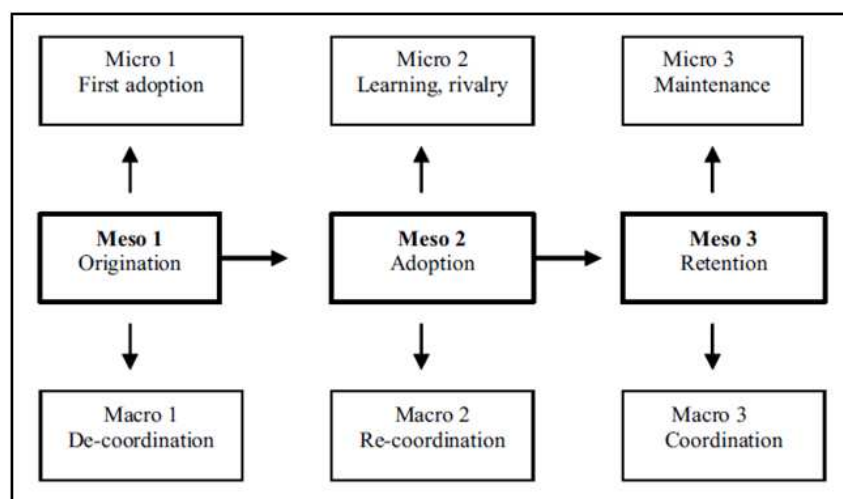 Micro 1
First adoption
Micro 2
Learning, rivalry
Micro 3
Maintenance
Meso 1
Origination
Meso 2
Adoption
Meso 3
Retention
Macro 1
De-coordination
Macro 2
Re-coordination
Macro 3
Coordination